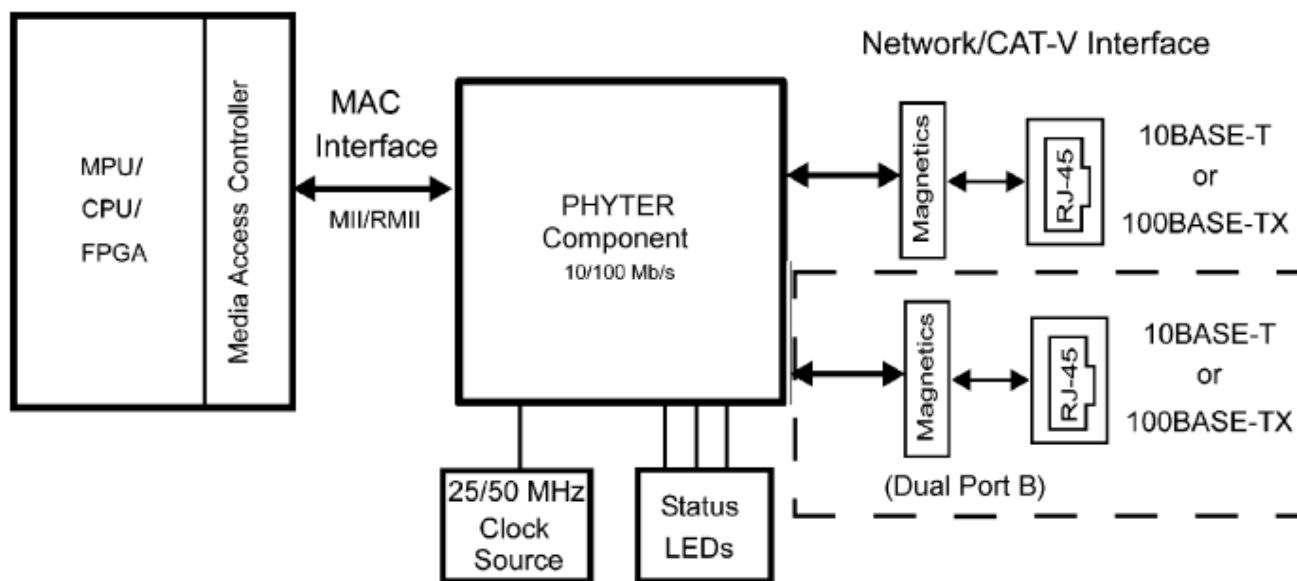 Network/CAT-V Interface
MPU/
CPU/
FPGA
Media Access Controller
MAC
Interface
MII/RMII
PHYTER
Component
10/100 Mb/s
Magnetics
RJ-45
10BASE-T
or
100BASE-TX
Magnetics
RJ-45
10BASE-T
or
100BASE-TX
(Dual Port B)
25/50 MHz
Clock
Source
Status
LEDs